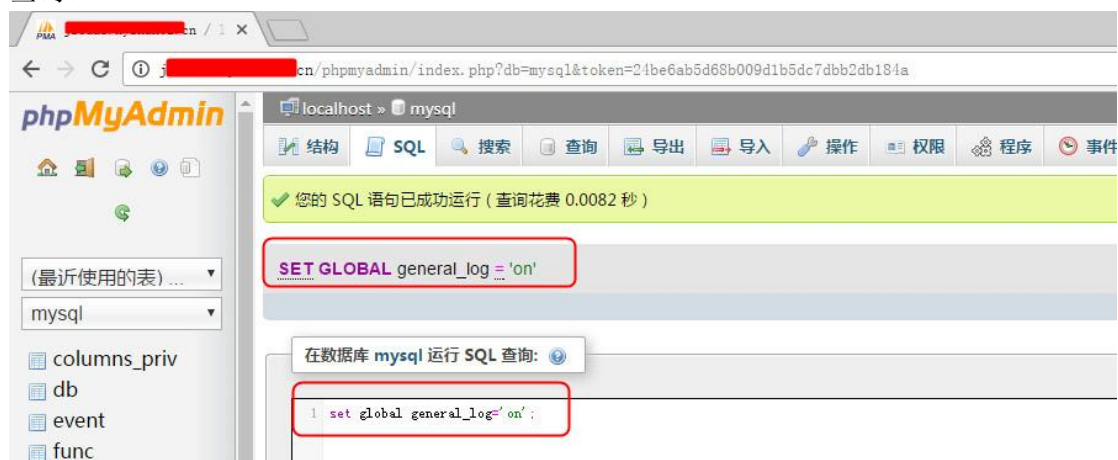 PMA
cn / 1
j
cn/phpmyadmin/index.php?db=mysql&token=24be6ab5d68b009d1b5dc7dbb2db184a
phpMyAdmin
localhost » mysql
结构 SQL 搜索 查询 导出 导入 操作 权限 程序 事件
您的 SQL 语句已成功运行 ( 查询花费 0.0082 秒 )
SET GLOBAL general_log = 'on'
(最近使用的表) ...
mysql
columns_priv
db
event
func
在数据库 mysql 运行 SQL 查询:
1 set global general_log='on';